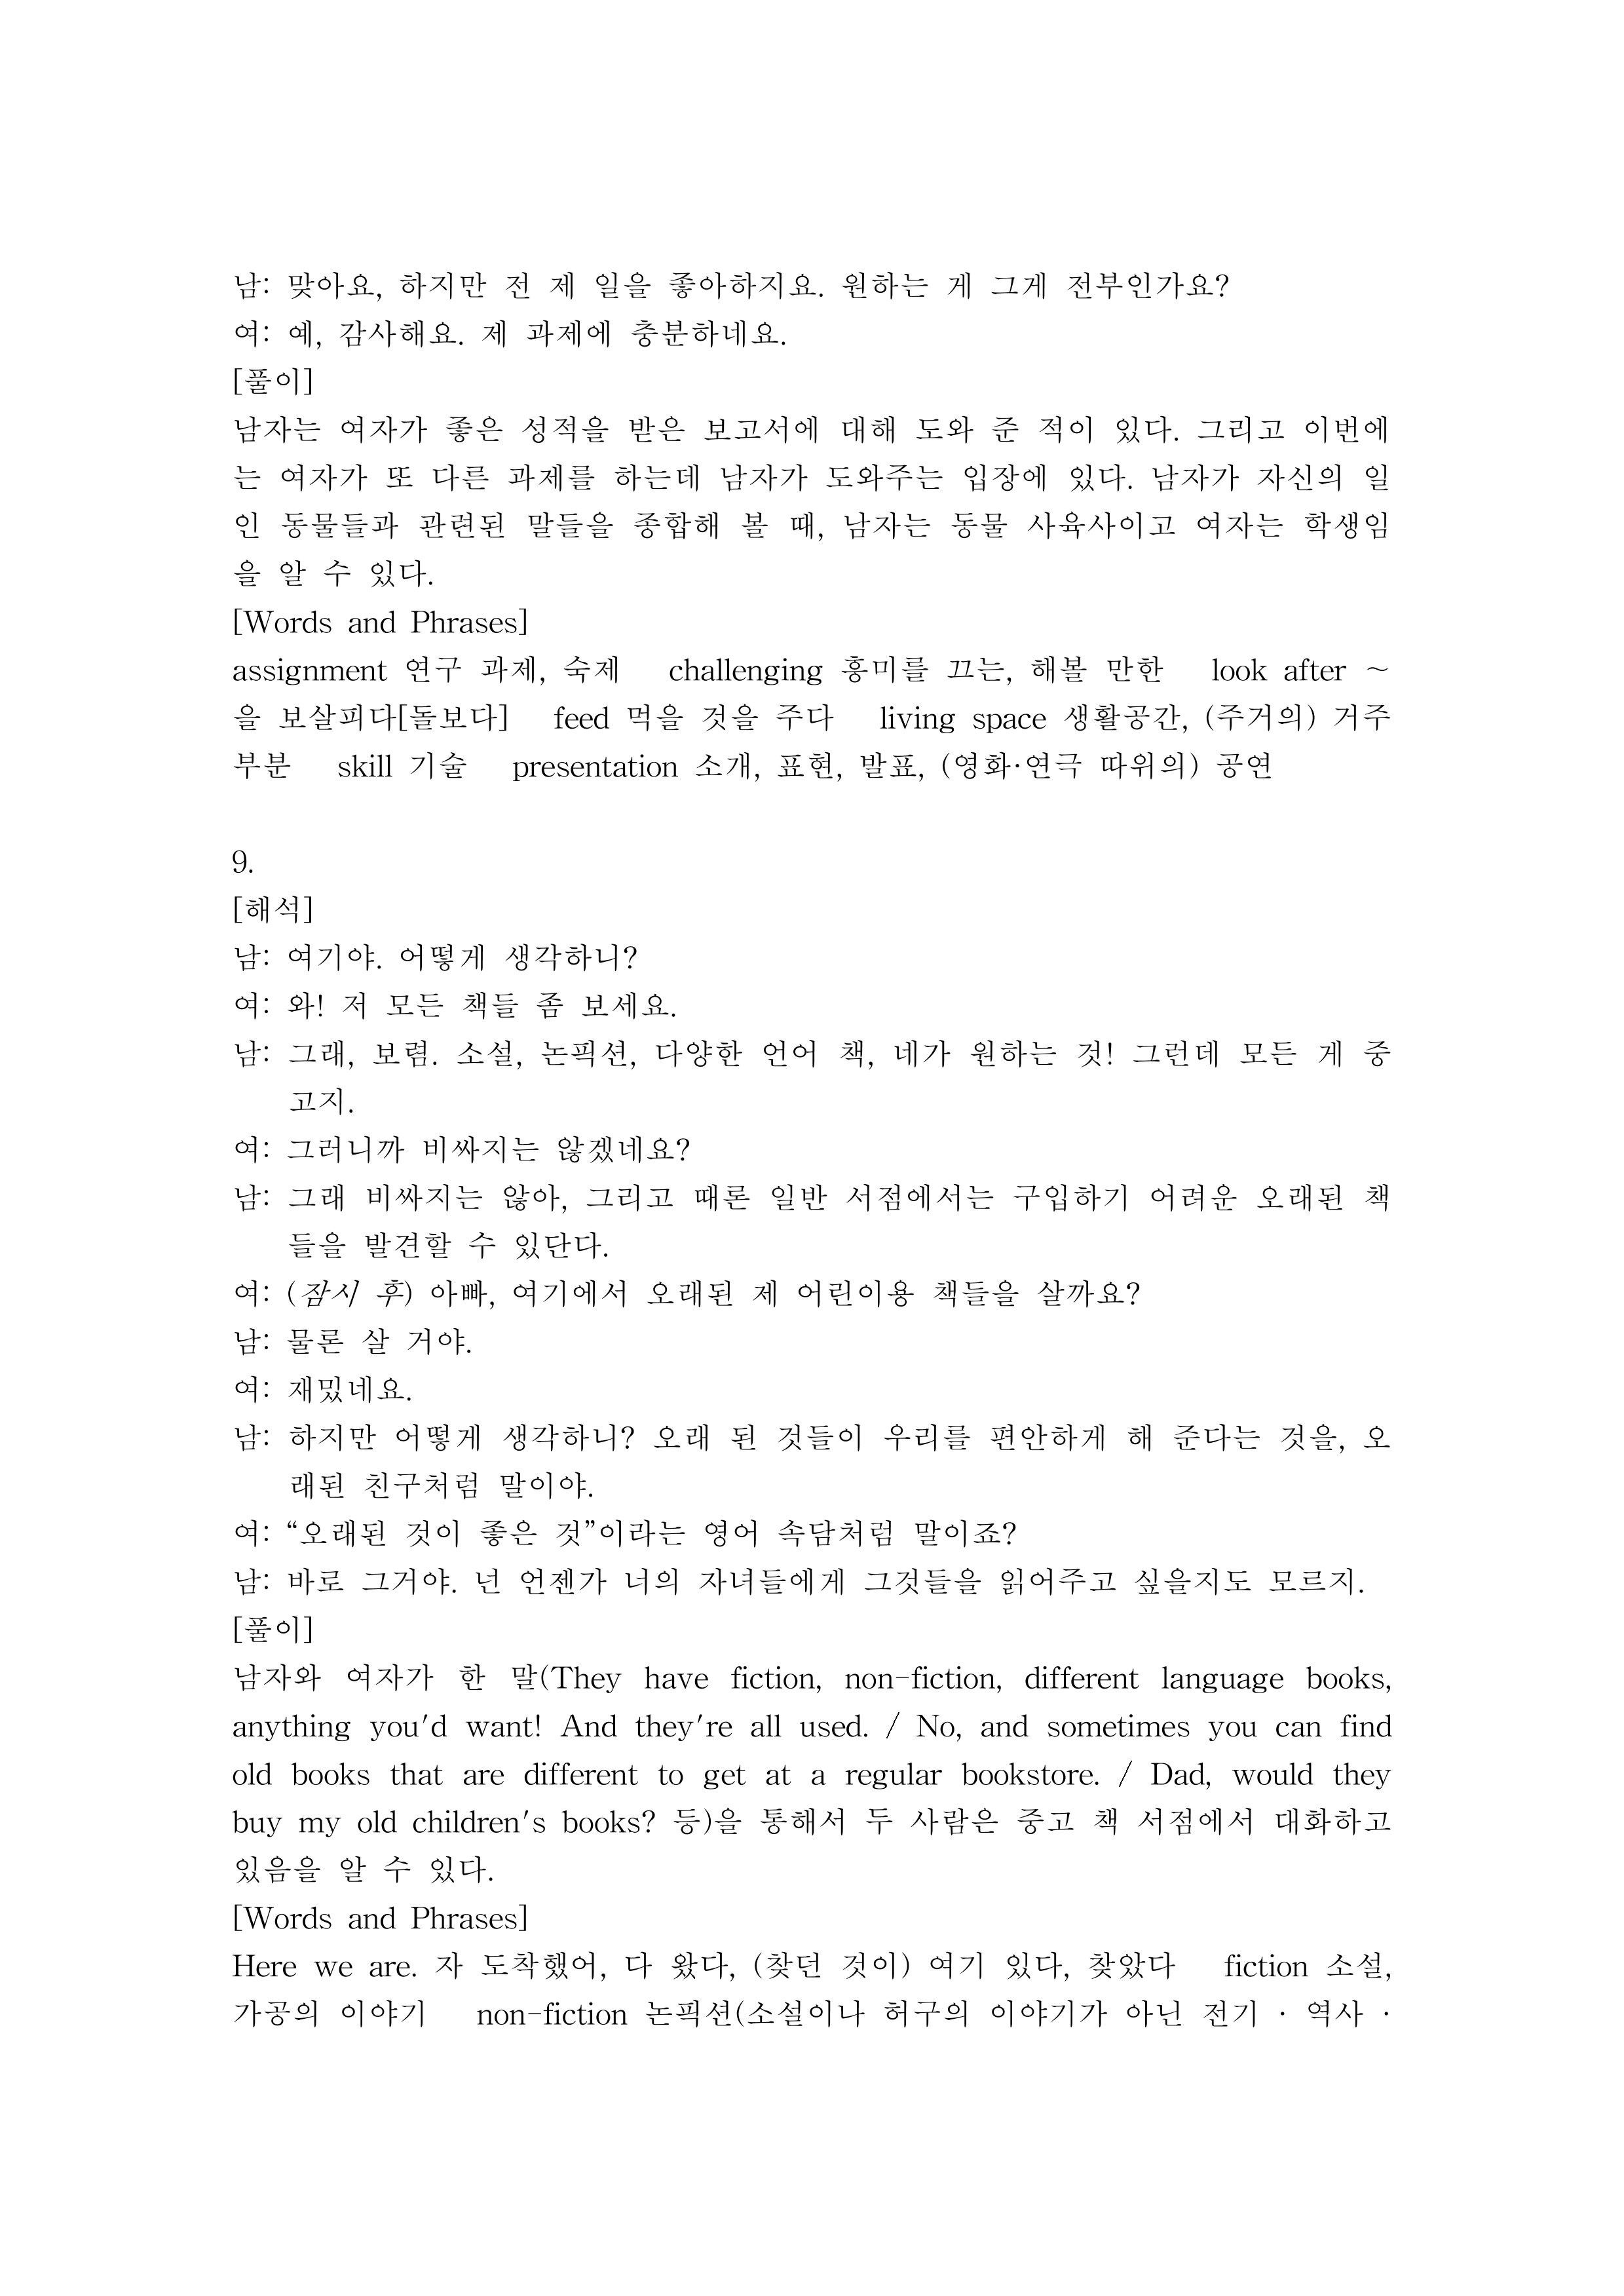 남: 맞아요, 하지만 전 제 일을 좋아하지요. 원하는 게 그게 전부인가요?
여: 예, 감사해요. 제 과제에 충분하네요.
[풀이]
남자는 여자가 좋은 성적을 받은 보고서에 대해 도와 준 적이 있다. 그리고 이번에
는 여자가 또 다른 과제를 하는데 남자가 도와주는 입장에 있다. 남자가 자신의 일
인 동물들과 관련된 말들을 종합해 볼 때, 남자는 동물 사육사이고 여자는 학생임
을 알 수 있다.
[Words and Phrases]
assignment 연구 과제, 숙제 challenging 흥미를 끄는, 해볼 만한 look after ~
을 보살피다[돌보다] feed 먹을 것을 주다 living space 생활공간, (주거의) 거주
부분 skill 기술 presentation 소개, 표현, 발표, (영화·연극 따위의) 공연
9.
[해석]
남: 여기야. 어떻게 생각하니?
여: 와! 저 모든 책들 좀 보세요.
남: 그래, 보렴. 소설, 논픽션, 다양한 언어 책, 네가 원하는 것! 그런데 모든 게 중
고지.
여: 그러니까 비싸지는 않겠네요?
남: 그래 비싸지는 않아, 그리고 때론 일반 서점에서는 구입하기 어려운 오래된 책
들을 발견할 수 있단다.
여: (잠시 후) 아빠, 여기에서 오래된 제 어린이용 책들을 살까요?
남: 물론 살 거야.
여: 재밌네요.
남: 하지만 어떻게 생각하니? 오래 된 것들이 우리를 편안하게 해 준다는 것을, 오
래된 친구처럼 말이야.
여: “오래된 것이 좋은 것”이라는 영어 속담처럼 말이죠?
남: 바로 그거야. 넌 언젠가 너의 자녀들에게 그것들을 읽어주고 싶을지도 모르지.
[풀이]
남자와 여자가 한 말(They have fiction, non-fiction, different language books,
anything you'd want! And they're all used. / No, and sometimes you can find
old books that are different to get at a regular bookstore. / Dad, would they
buy my old children's books? 등)을 통해서 두 사람은 중고 책 서점에서 대화하고
있음을 알 수 있다.
[Words and Phrases]
Here we are. 자 도착했어, 다 왔다, (찾던 것이) 여기 있다, 찾았다 fiction 소설,
가공의 이야기 non-fiction 논픽션(소설이나 허구의 이야기가 아닌 전기 · 역사 ·